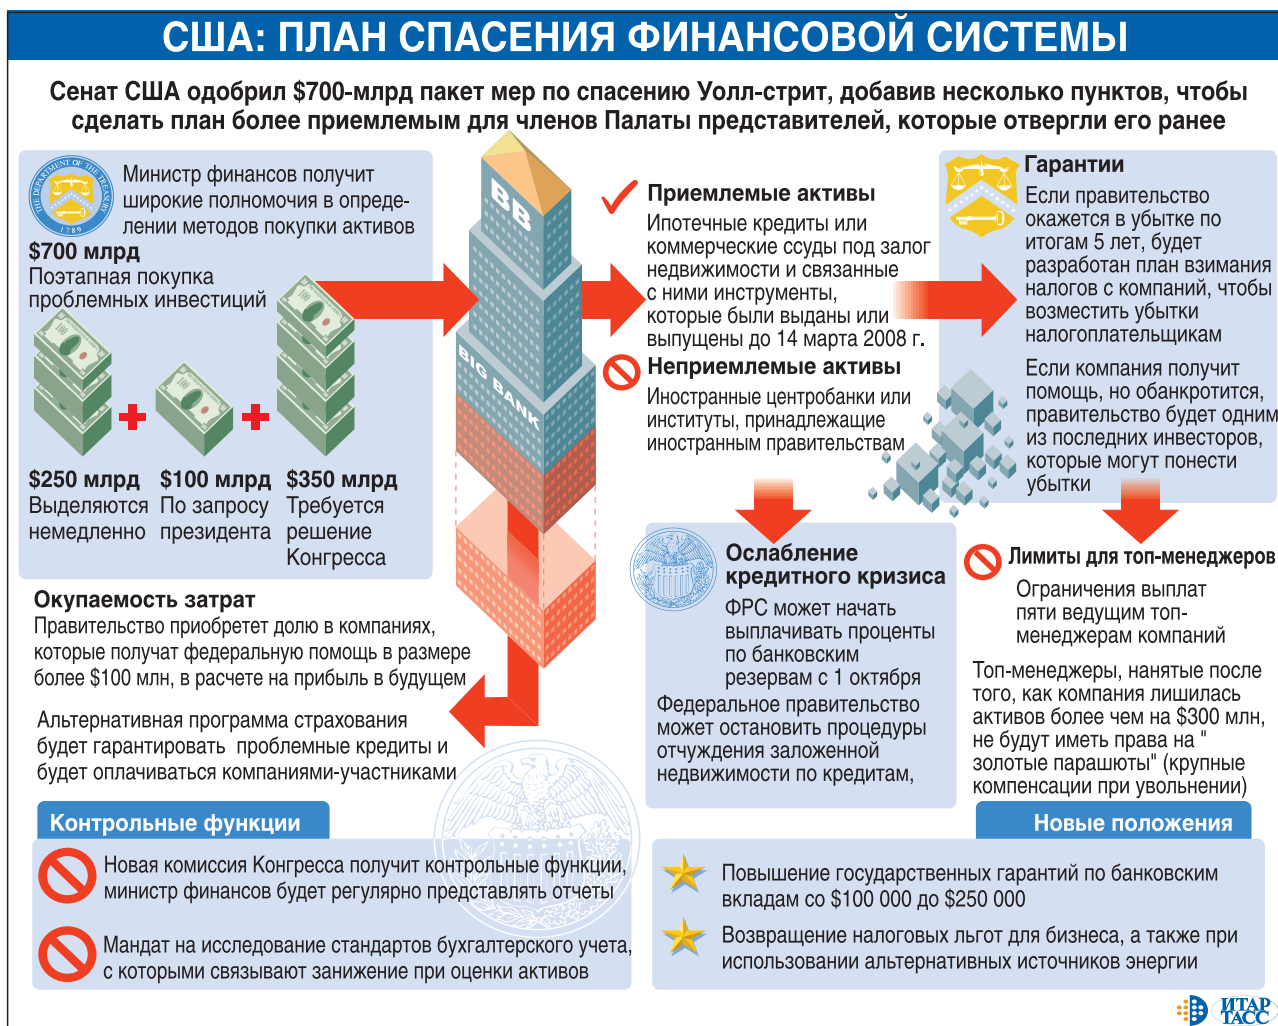 США: ПЛАН СПАСЕНИЯ ФИНАНСОВОЙ СИСТЕМЫ
Сенат США одобрил $700-млрд пакет мер по спасению Уолл-стрит, добавив несколько пунктов, чтобы
сделать план более приемлемым для членов Палаты представителей, которые отвергли его ранее
THE DEPARTMENT OF THE TREASURY
1789
Министр финансов получит
широкие полномочия в опреде-
лении методов покупки активов
$700 млрд
Поэтапная покупка
проблемных инвестиций
100
100
100
$250 млрд
Выделяются
немедленно
$100 млрд
По запросу
президента
$350 млрд
Требуется
решение
Конгресса
BB
BIG BANK
Приемлемые активы
Ипотечные кредиты или
коммерческие ссуды под залог
недвижимости и связанные
с ними инструменты,
которые были выданы или
выпущены до 14 марта 2008 г.
Неприемлемые активы
Иностранные центробанки или
институты, принадлежащие
иностранным правительствам
Гарантии
Если правительство
окажется в убытке по
итогам 5 лет, будет
разработан план взимания
налогов с компаний, чтобы
возместить убытки
налогоплательщикам
Если компания получит
помощь, но обанкротится,
правительство будет одним
из последних инвесторов,
которые могут понести
убытки
Окупаемость затрат
Правительство приобретет долю в компаниях,
которые получат федеральную помощь в размере
более $100 млн, в расчете на прибыль в будущем
Альтернативная программа страхования
будет гарантировать проблемные кредиты и
будет оплачиваться компаниями-участниками
Ослабление
кредитного кризиса
ФРС может начать
выплачивать проценты
по банковским
резервам с 1 октября
Федеральное правительство
может остановить процедуры
отчуждения заложенной
недвижимости по кредитам,
Лимиты для топ-менеджеров
Ограничения выплат
пяти ведущим топ-
менеджерам компаний
Топ-менеджеры, нанятые после
того, как компания лишилась
активов более чем на $300 млн,
не будут иметь права на "
золотые парашюты" (крупные
компенсации при увольнении)
Контрольные функции
Новая комиссия Конгресса получит контрольные функции,
министр финансов будет регулярно представлять отчеты
Мандат на исследование стандартов бухгалтерского учета,
с которыми связывают занижение при оценки активов
Новые положения
Повышение государственных гарантий по банковским
вкладам со $100 000 до $250 000
Возвращение налоговых льгот для бизнеса, а также при
использовании альтернативных источников энергии
ИТАР
ТАСС